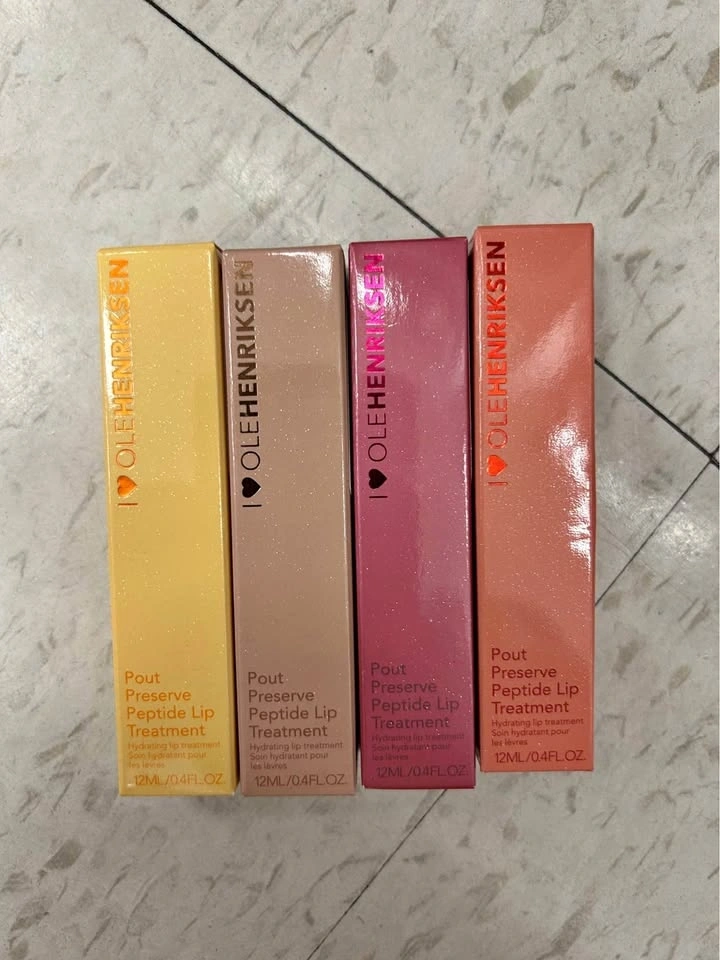 I ♥ OLEHENRIKSEN
Pout
Preserve
Peptide Lip
Treatment
Hydrating lip treatment
Soin hydratant pour
les lèvres
12ML/0.4FL.OZ.
I ♥ OLEHENRIKSEN
Pout
Preserve
Peptide Lip
Treatment
Hydrating lip treatment
Soin hydratant pour
les lèvres
12ML/0.4FL.OZ.
I ♥ OLEHENRIKSEN
Pout
Preserve
Peptide Lip
Treatment
Hydrating lip treatment
Soin hydratant pour
les lèvres
12ML/0.4FL.OZ.
I ♥ OLEHENRIKSEN
Pout
Preserve
Peptide Lip
Treatment
Hydrating lip treatment
Soin hydratant pour
les lèvres
12ML/0.4FL.OZ.